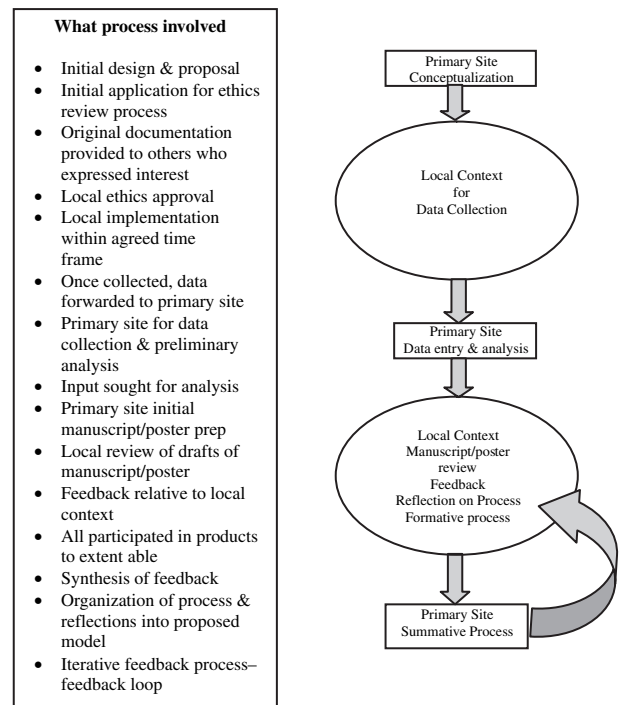 What process involved
• Initial design & proposal
• Initial application for ethics
review process
• Original documentation
provided to others who
expressed interest
• Local ethics approval
• Local implementation
within agreed time
frame
• Once collected, data
forwarded to primary site
• Primary site for data
collection & preliminary
analysis
• Input sought for analysis
• Primary site initial
manuscript/poster prep
• Local review of drafts of
manuscript/poster
• Feedback relative to local
context
• All participated in products
to extent able
• Synthesis of feedback
• Organization of process &
reflections into proposed
model
• Iterative feedback process–
feedback loop
Primary Site
Conceptualization
Local Context
for
Data Collection
Primary Site
Data entry & analysis
Local Context
Manuscript/poster
review
Feedback
Reflection on Process
Formative process
Primary Site
Summative Process